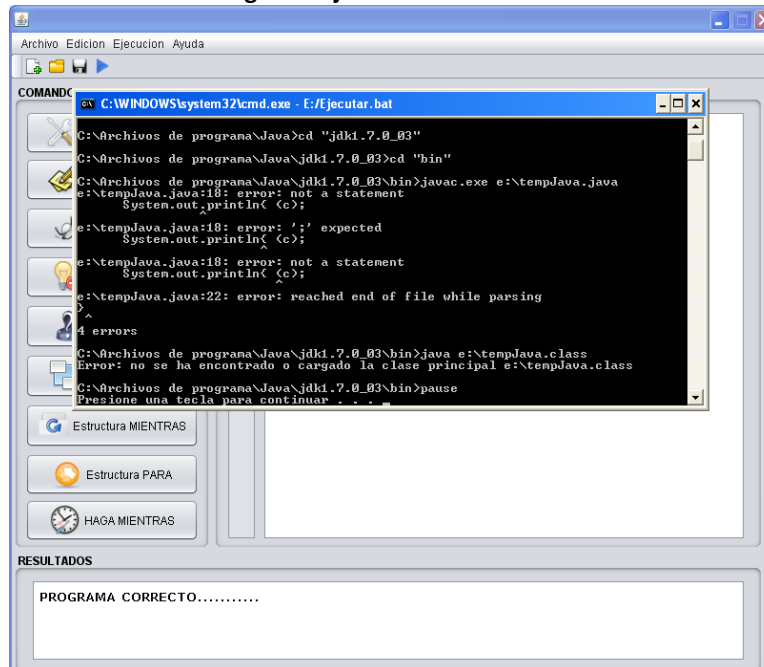 Archivo Edicion Ejecucion Ayuda
C:\WINDOWS\system32\cmd.exe - E:/Ejecutar.bat
C:\Archivos de programa\Java>cd "jdk1.7.0_03"
C:\Archivos de programa\Java\jdk1.7.0_03>cd "bin"
C:\Archivos de programa\Java\jdk1.7.0_03\bin>javac.exe e:\tempJava.java
e:\tempJava.java:18: error: not a statement
System.out.println{ (c);
^
e:\tempJava.java:18: error: ';' expected
System.out.println{ (c);
^
e:\tempJava.java:18: error: not a statement
System.out.println{ (c);
^
e:\tempJava.java:22: error: reached end of file while parsing
}
^
4 errors
C:\Archivos de programa\Java\jdk1.7.0_03\bin>java e:\tempJava.class
Error: no se ha encontrado o cargado la clase principal e:\tempJava.class
C:\Archivos de programa\Java\jdk1.7.0_03\bin>pause
Presione una tecla para continuar . . . _
Estructura MIENTRAS
Estructura PARA
HAGA MIENTRAS
RESULTADOS
PROGRAMA CORRECTO...........